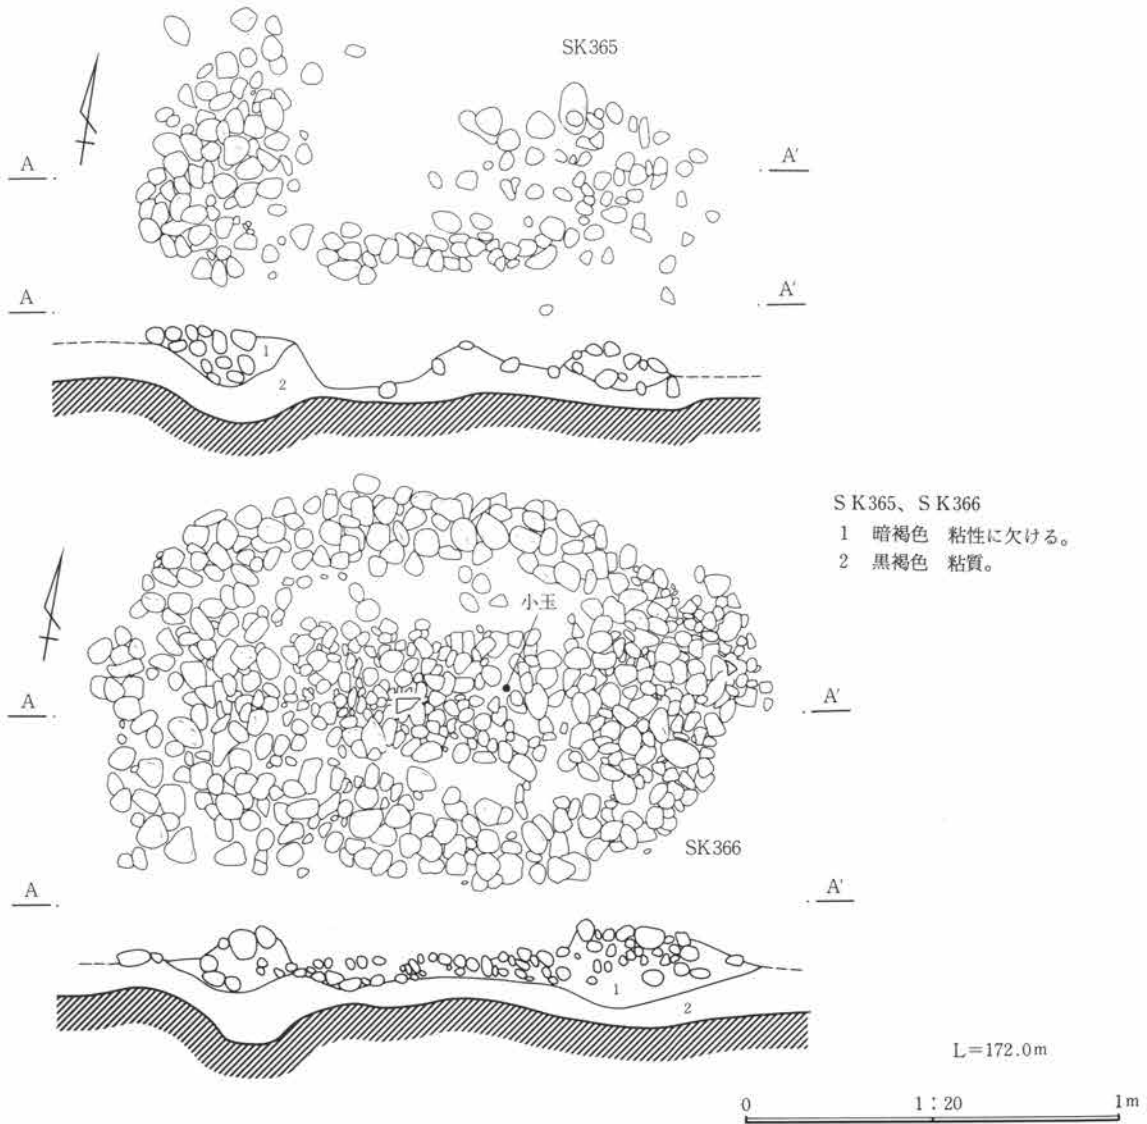 SK365
A A'
A A'
SK365、SK366
1 暗褐色 粘性に欠ける。
2 黒褐色 粘質。
1
2
小玉
A A'
SK366
A A'
1
2
L=172.0m
0 1:20 1m